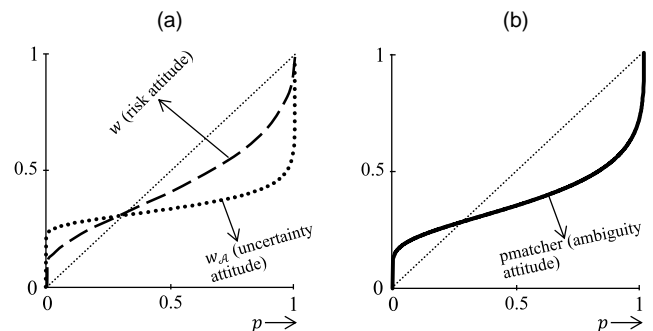 (a)
1
0.5
0
w (risk attitude)
w𝒜 (uncertainty
attitude)
0
0.5
1
p →
(b)
1
0.5
0
pmatcher (ambiguity
attitude)
0
0.5
1
p →